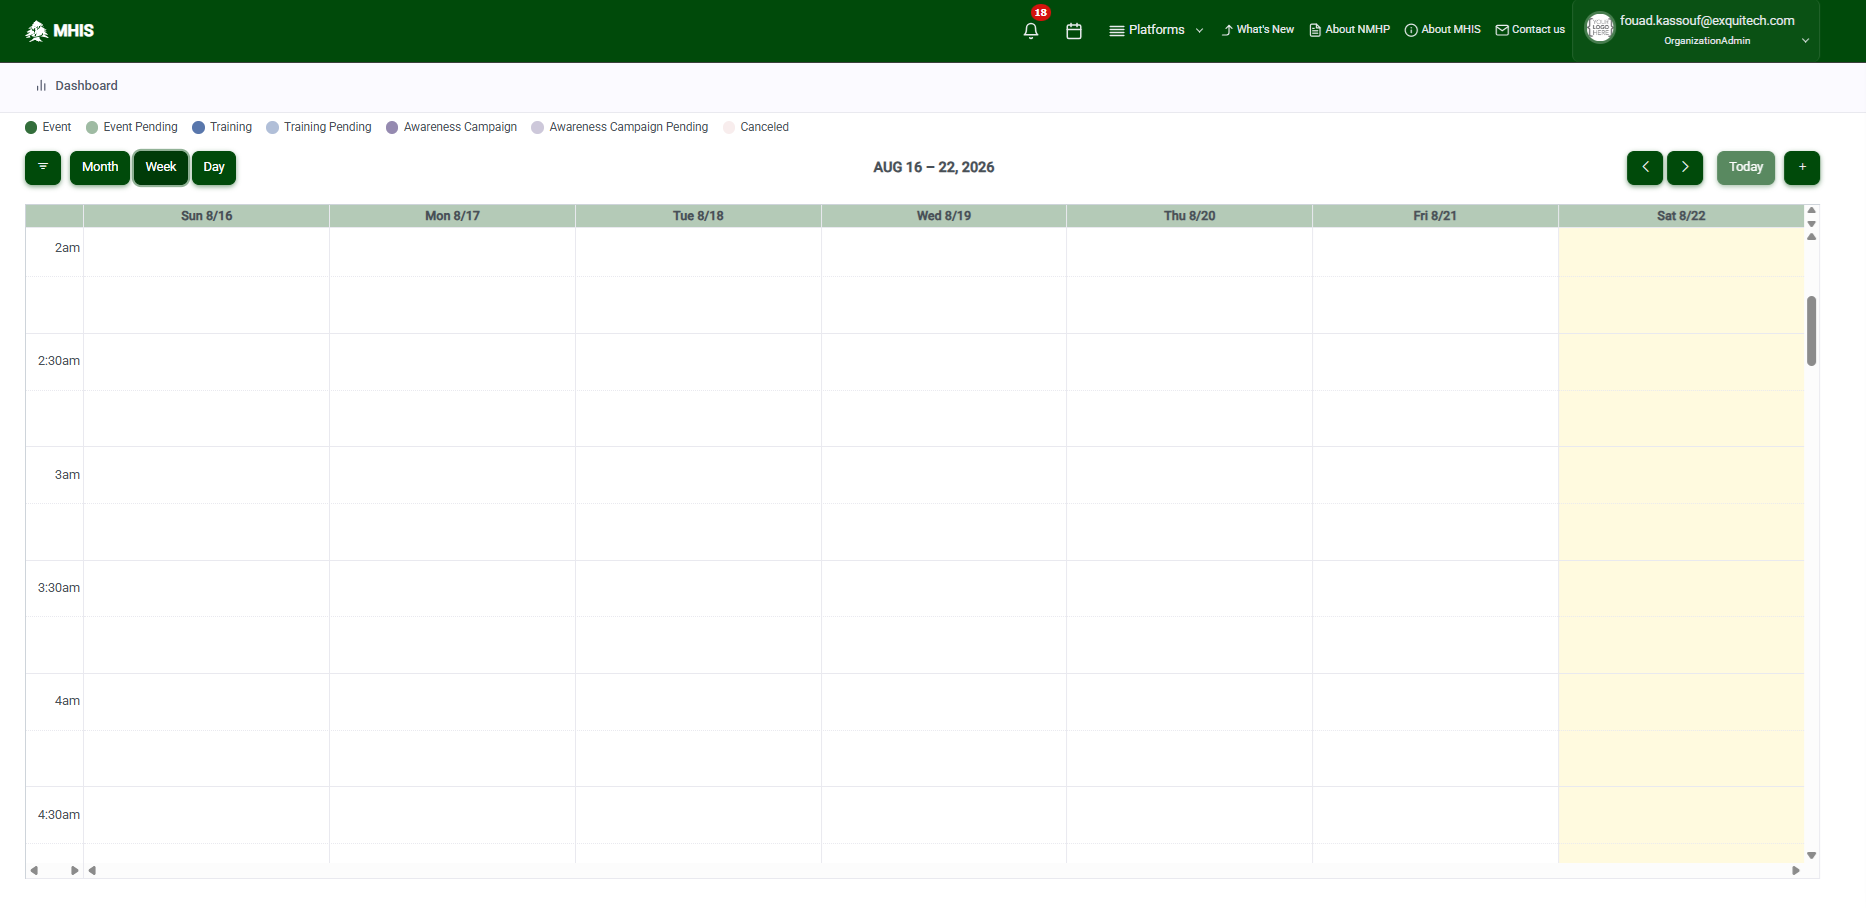 MHIS
18
Platforms
What's New
About NMHP
About MHIS
Contact us
YOUR LOGO HERE
fouad.kassouf@exquitech.com
OrganizationAdmin
Dashboard
Event Event Pending Training Training Pending Awareness Campaign Awareness Campaign Pending Canceled
Month Week Day
AUG 16 – 22, 2026
Today +
Sun 8/16 Mon 8/17 Tue 8/18 Wed 8/19 Thu 8/20 Fri 8/21 Sat 8/22
2am
2:30am
3am
3:30am
4am
4:30am